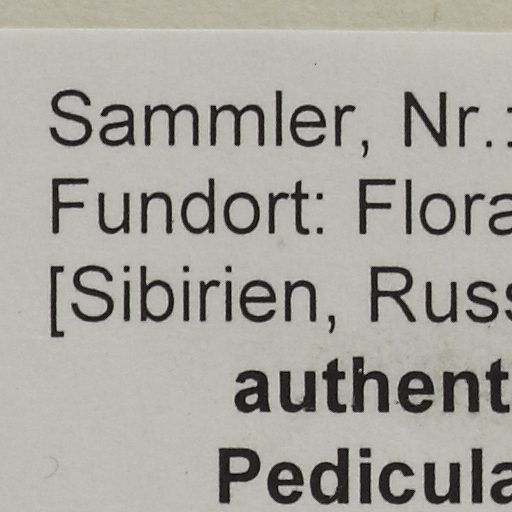 Sammler, Nr.:
Fundort: Flora
[Sibirien, Russ
authent
Pedicula